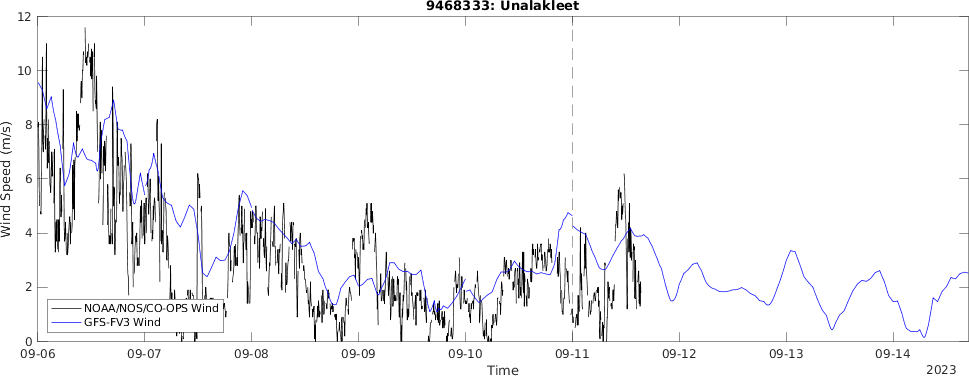 9468333: Unalakleet
12
10
8
6
4
2
0
Wind Speed (m/s)
NOAA/NOS/CO-OPS Wind
GFS-FV3 Wind
09-06 09-07 09-08 09-09 09-10 09-11 09-12 09-13 09-14
Time
2023